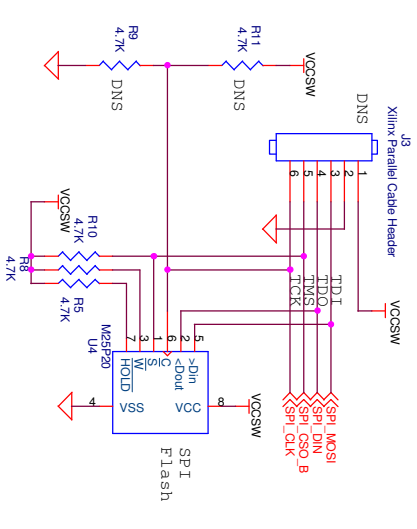 J3
Xilinx Parallel Cable Header
DNS
1
2
3
4
5
6
VCCSW
R11
4.7K
DNS
VCCSW
R9
4.7K
DNS
TDI
TDO
TMS
TCK
VCCSW
SPI_MOSI
SPI_DIN
SPI_CSO_B
SPI_CLK
VCCSW
R10
4.7K
R8
4.7K
R5
4.7K
5
2
6
1
3
7
>Din
<Dout
C
S
W
HOLD
M25P20
U4
VCC
VSS
8
4
VCCSW
SPI
Flash